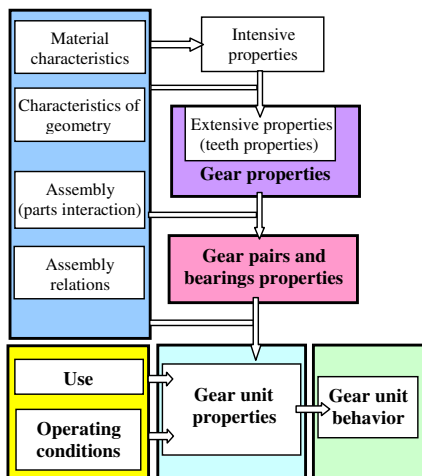 Material
characteristics
Intensive
properties
Characteristics of
geometry
Extensive properties
(teeth properties)
Gear properties
Assembly
(parts interaction)
Gear pairs and
bearings properties
Assembly
relations
Use
Operating
conditions
Gear unit
properties
Gear unit
behavior